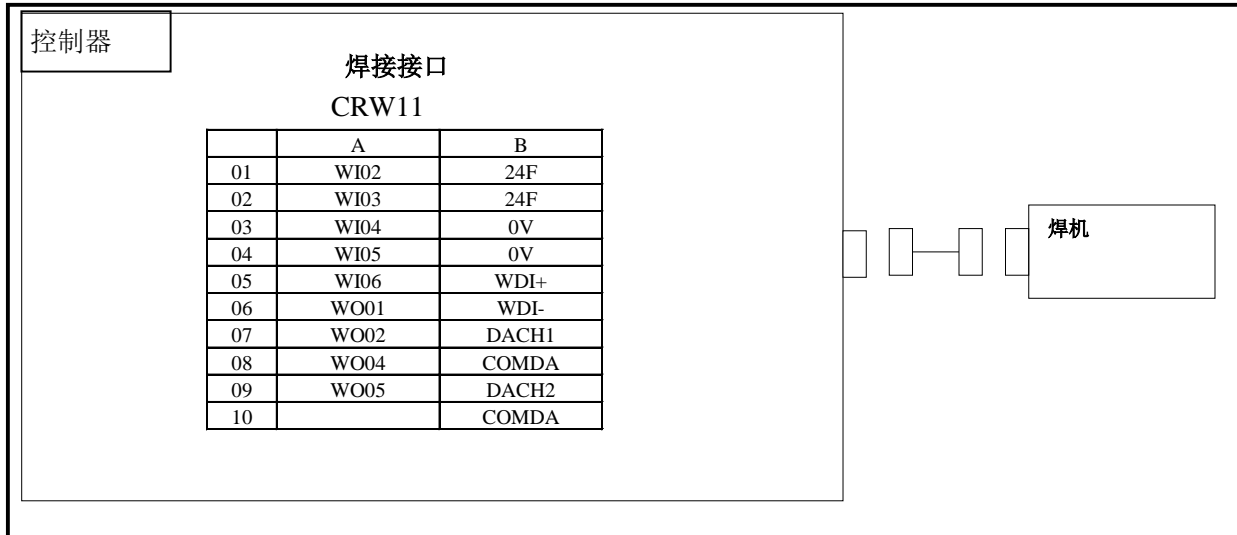 控制器
焊接接口
CRW11
A B
01 WI02 24F
02 WI03 24F
03 WI04 0V
04 WI05 0V
05 WI06 WDI+
06 WO01 WDI-
07 WO02 DACH1
08 WO04 COMDA
09 WO05 DACH2
10 COMDA
焊机